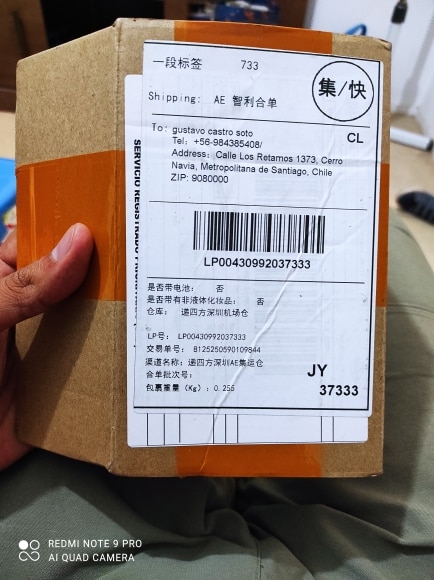 一段标签 733
集/快
Shipping: AE 智利合单
CL
To: gustavo castro soto
Tel: +56-984385408/
Address: Calle Los Retamos 1373, Cerro
Navia, Metropolitana de Santiago, Chile
ZIP: 9080000
SERVICIO REGISTRADO
LP00430992037333
是否带电池: 否
是否带有非液体化妆品: 否
仓库: 递四方深圳机场仓
LP号: LP00430992037333
交易单号: 8125250590109844
渠道名称:递四方深圳AE集运仓
合单批次号:
包裹重量 (Kg) :0.255
JY
37333
REDMI NOTE 9 PRO
AI QUAD CAMERA